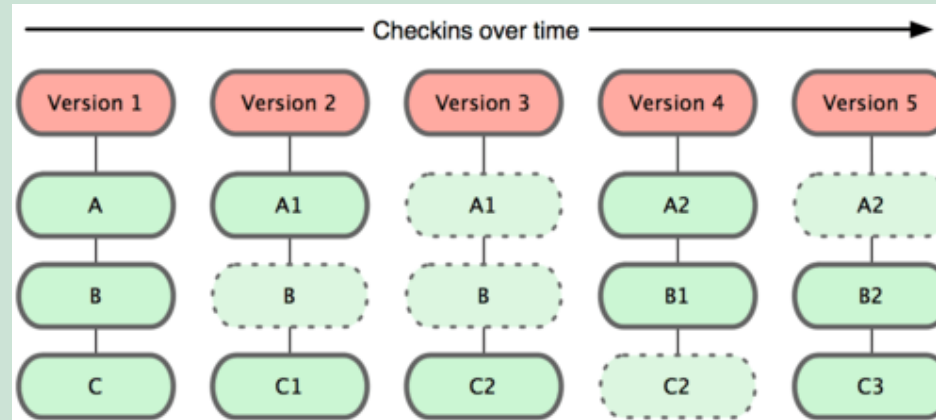 Checkins over time
Version 1 Version 2 Version 3 Version 4 Version 5
A A1 A1 A2 A2
B B B B1 B2
C C1 C2 C2 C3